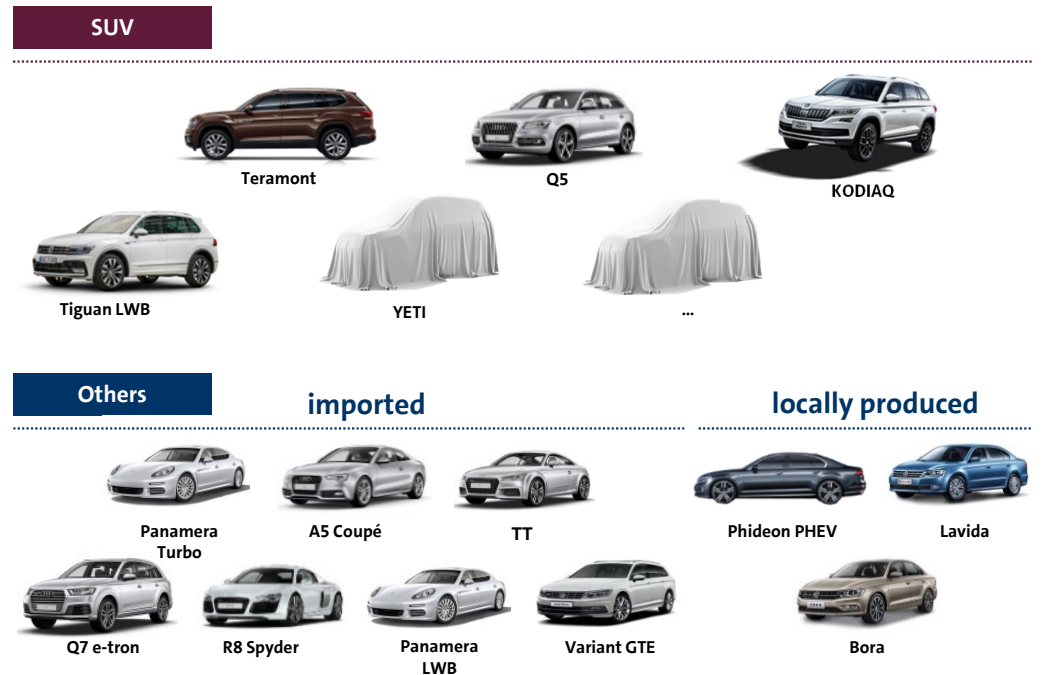 SUV
Teramont
Q5
KODIAQ
Tiguan LWB
YETI
...
Others
imported
locally produced
Panamera
Turbo
A5 Coupé
TT
Phideon PHEV
Lavida
Q7 e-tron
R8 Spyder
Panamera
LWB
Variant GTE
Bora